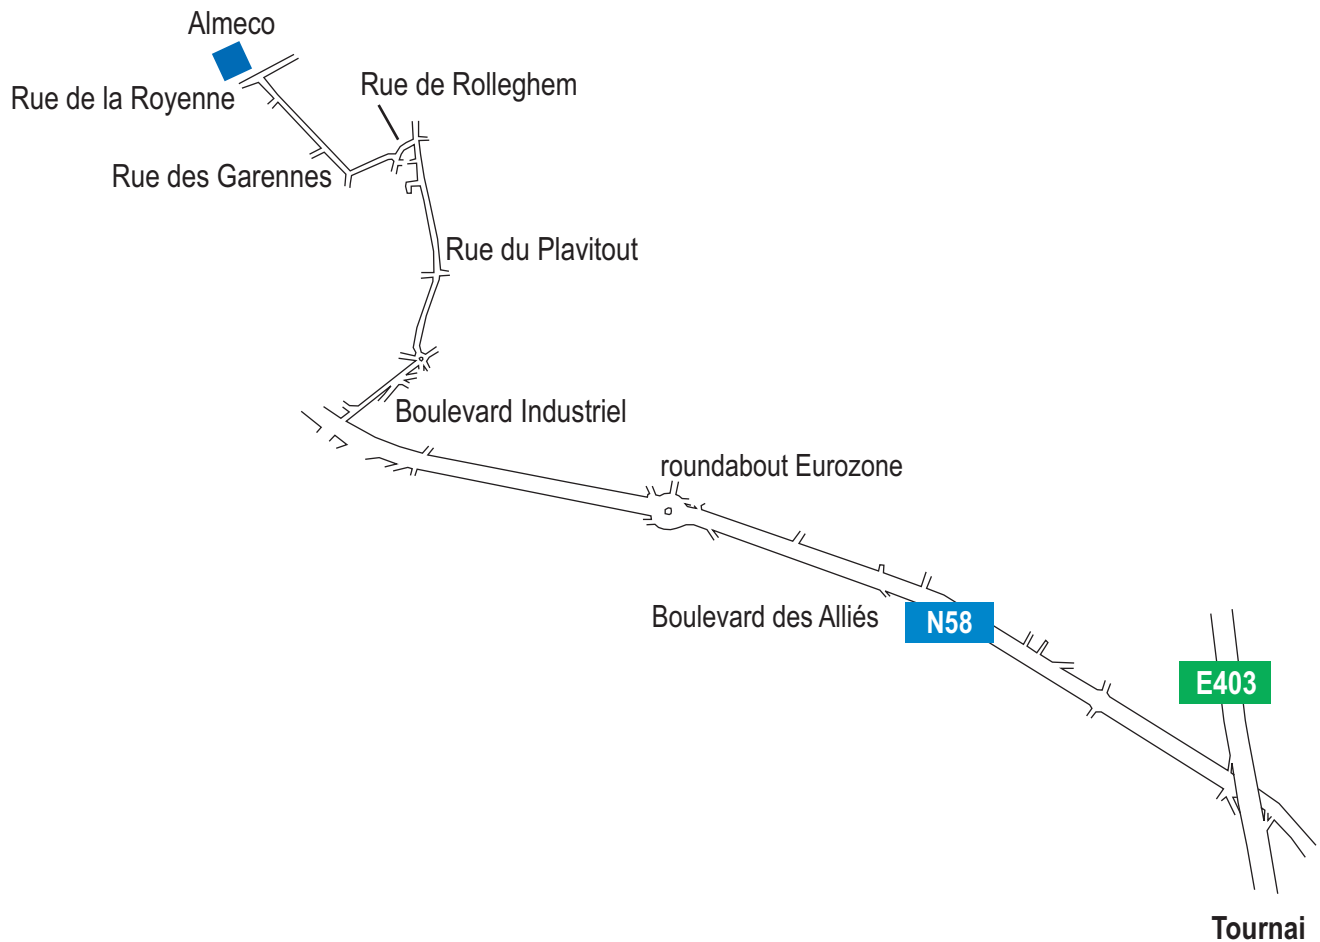 Almeco
Rue de Rolleghem
Rue de la Royenne
Rue des Garennes
Rue du Plavitout
Boulevard Industriel
roundabout Eurozone
Boulevard des Alliés
N58
E403
Tournai